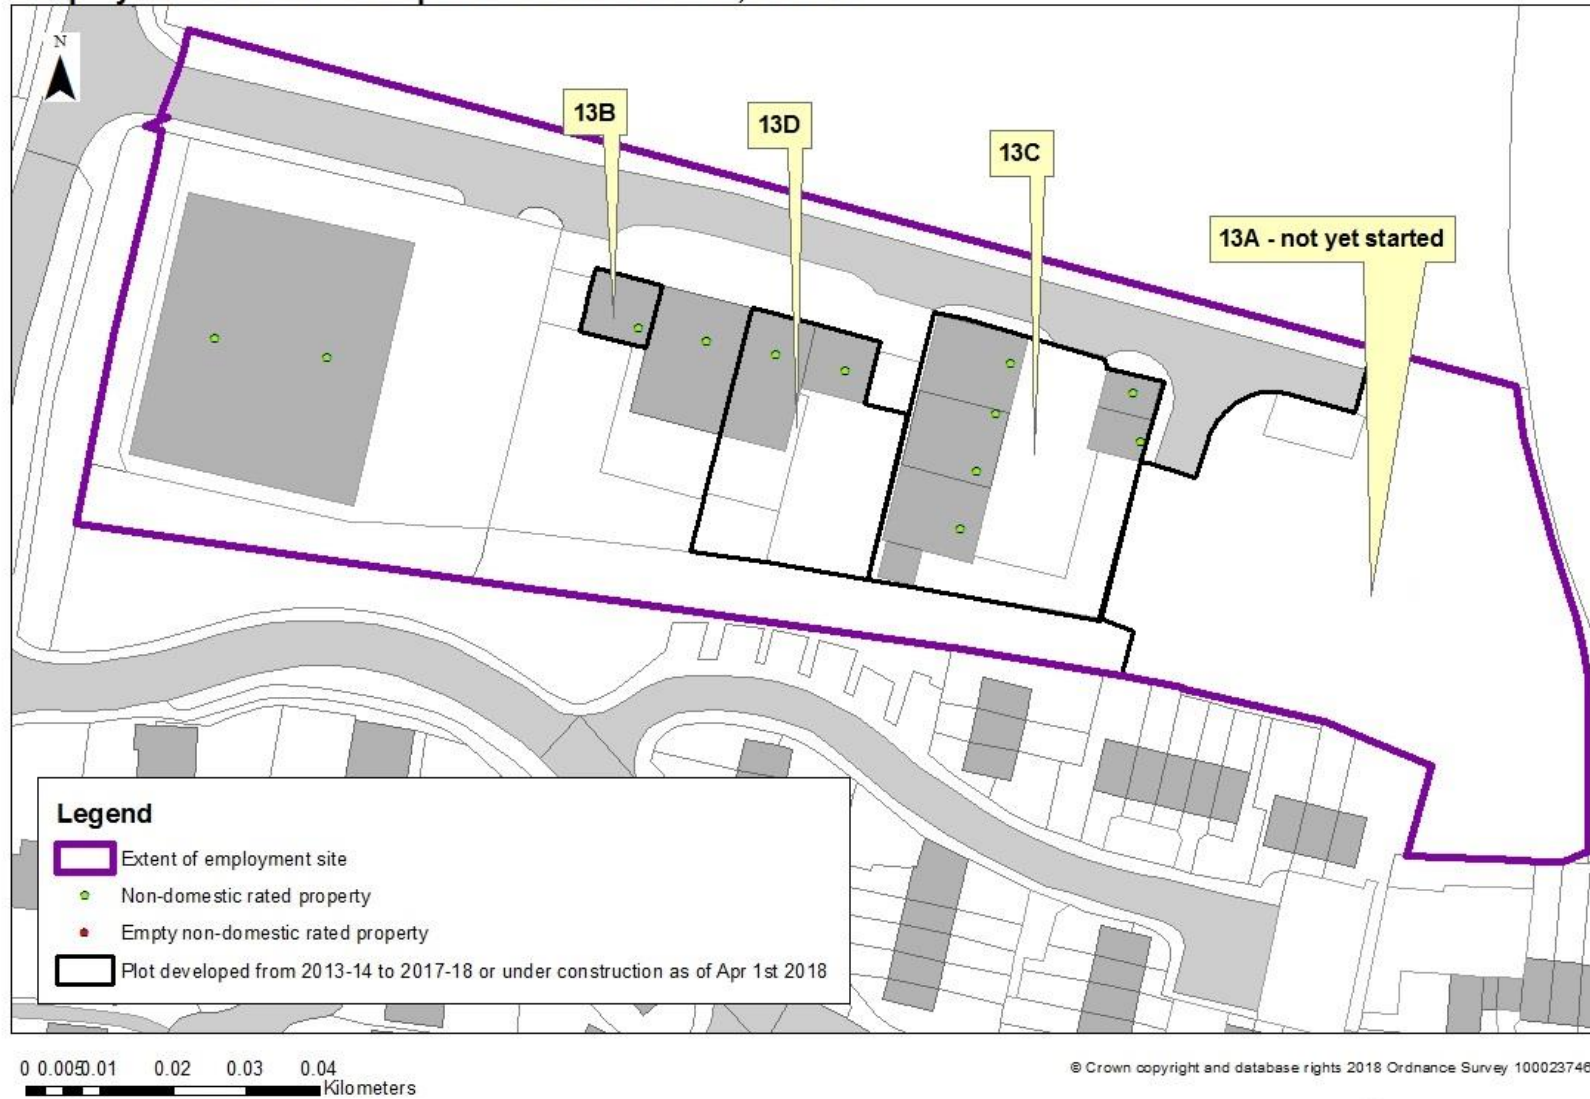 N
13B
13D
13C
13A - not yet started
Legend
Extent of employment site
Non-domestic rated property
Empty non-domestic rated property
Plot developed from 2013-14 to 2017-18 or under construction as of Apr 1st 2018
0 0.005 0.01 0.02 0.03 0.04
Kilometers
© Crown copyright and database rights 2018 Ordnance Survey 100023746